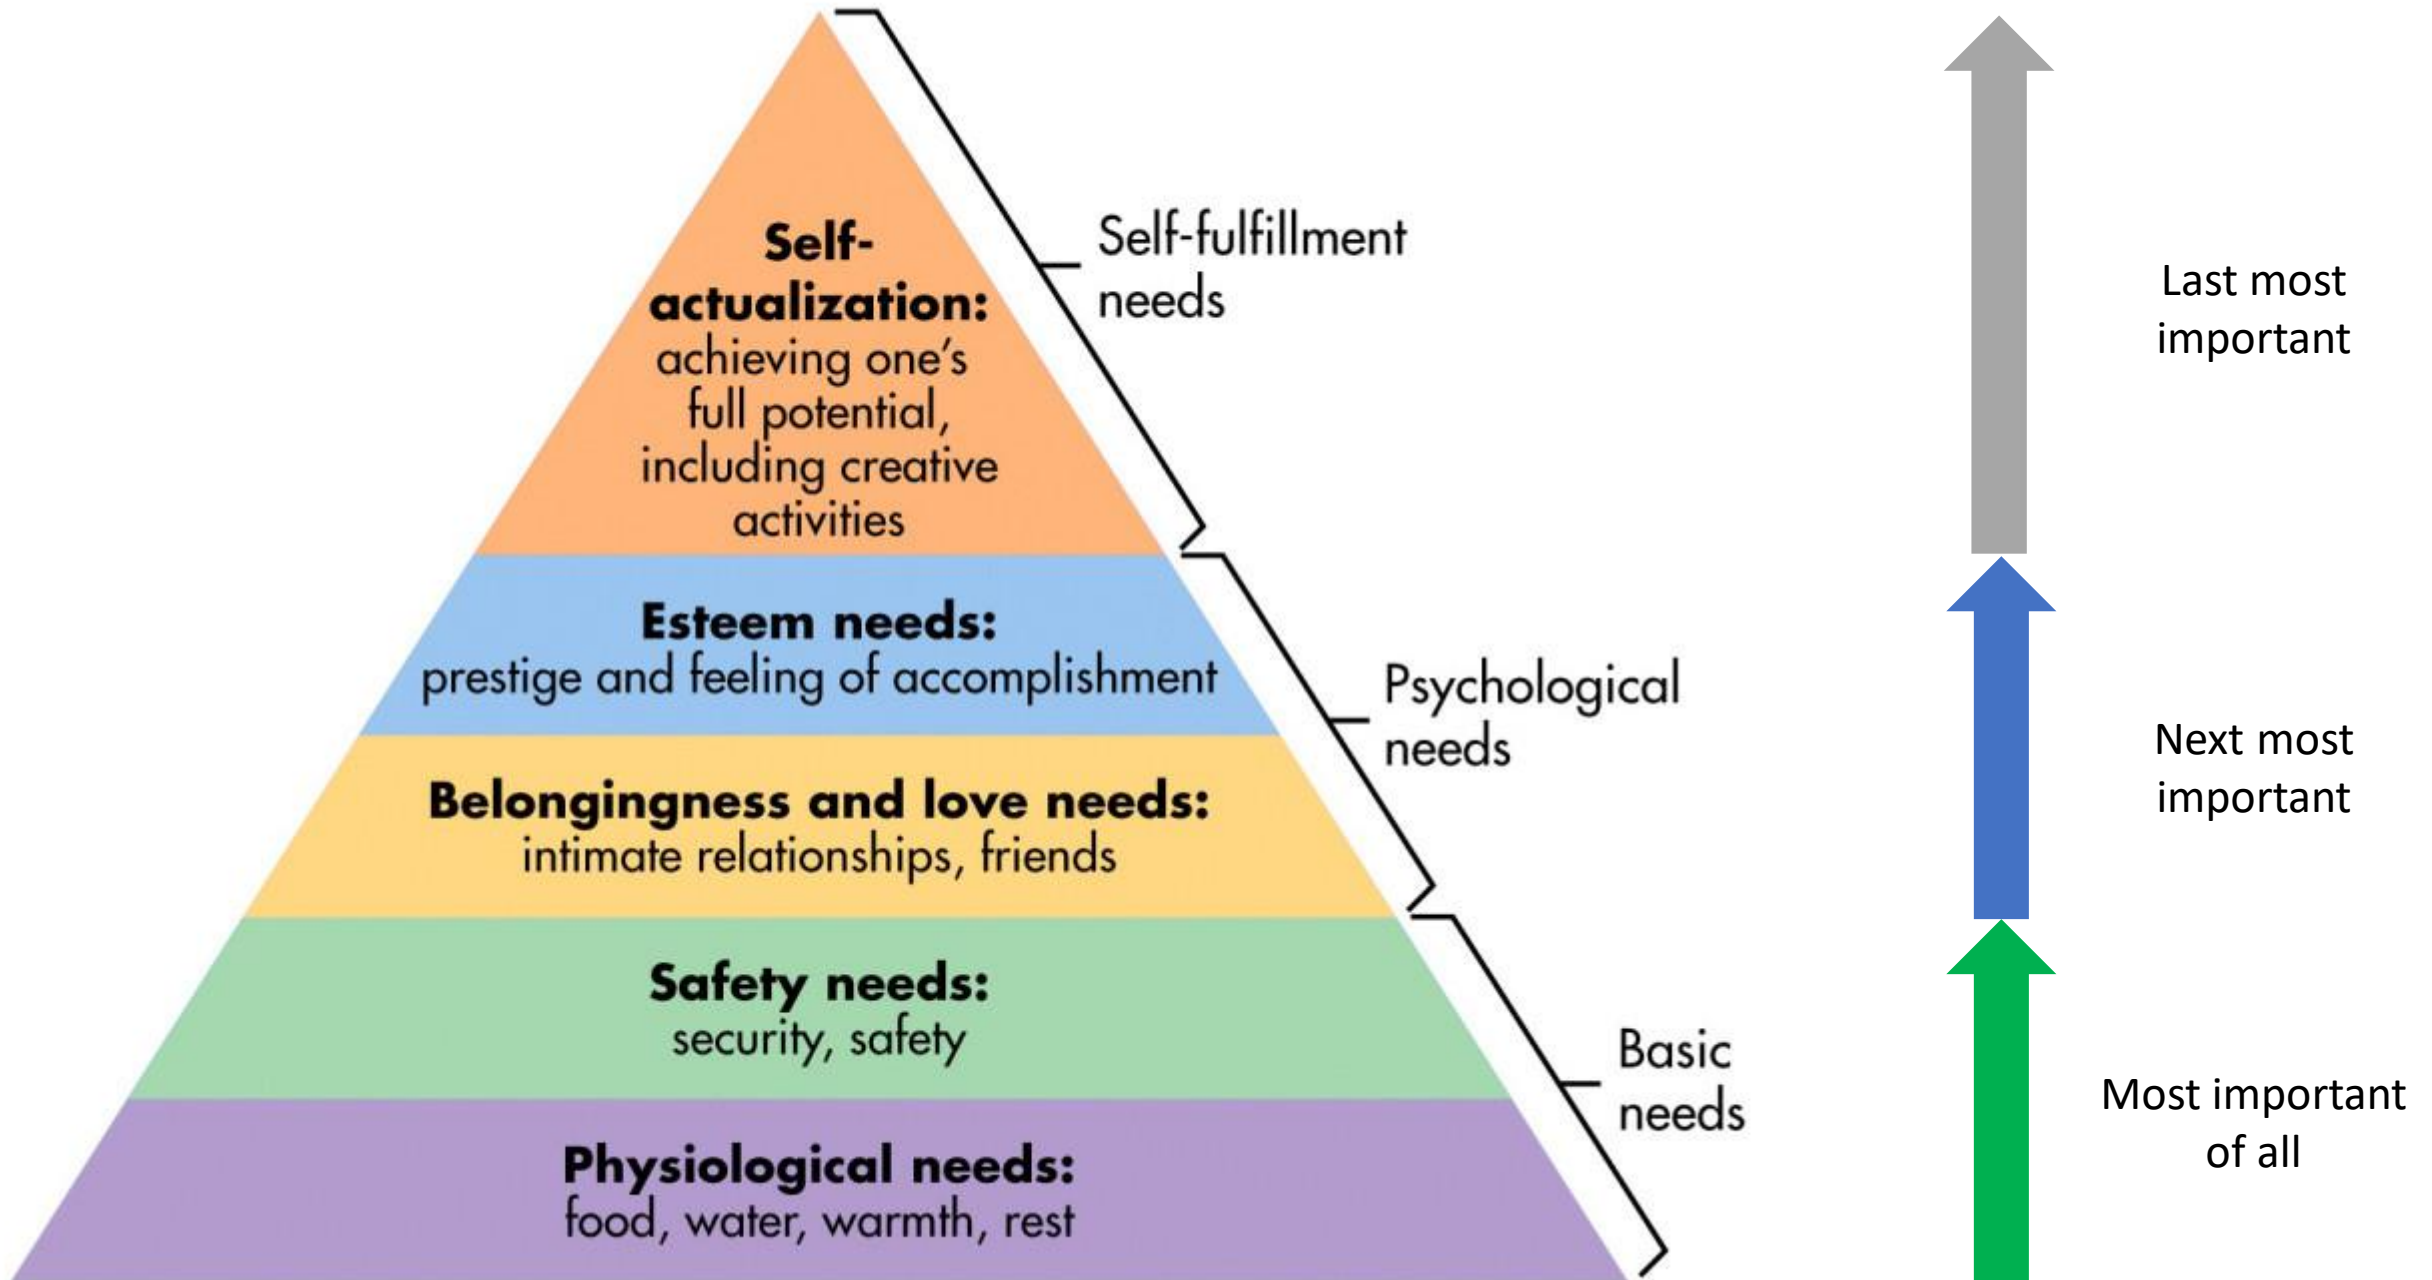 Self-
actualization:
achieving one's
full potential,
including creative
activities
Self-fulfillment
needs
Last most
important
Esteem needs:
prestige and feeling of accomplishment
Psychological
needs
Next most
important
Belongingness and love needs:
intimate relationships, friends
Safety needs:
security, safety
Basic
needs
Most important
of all
Physiological needs:
food, water, warmth, rest